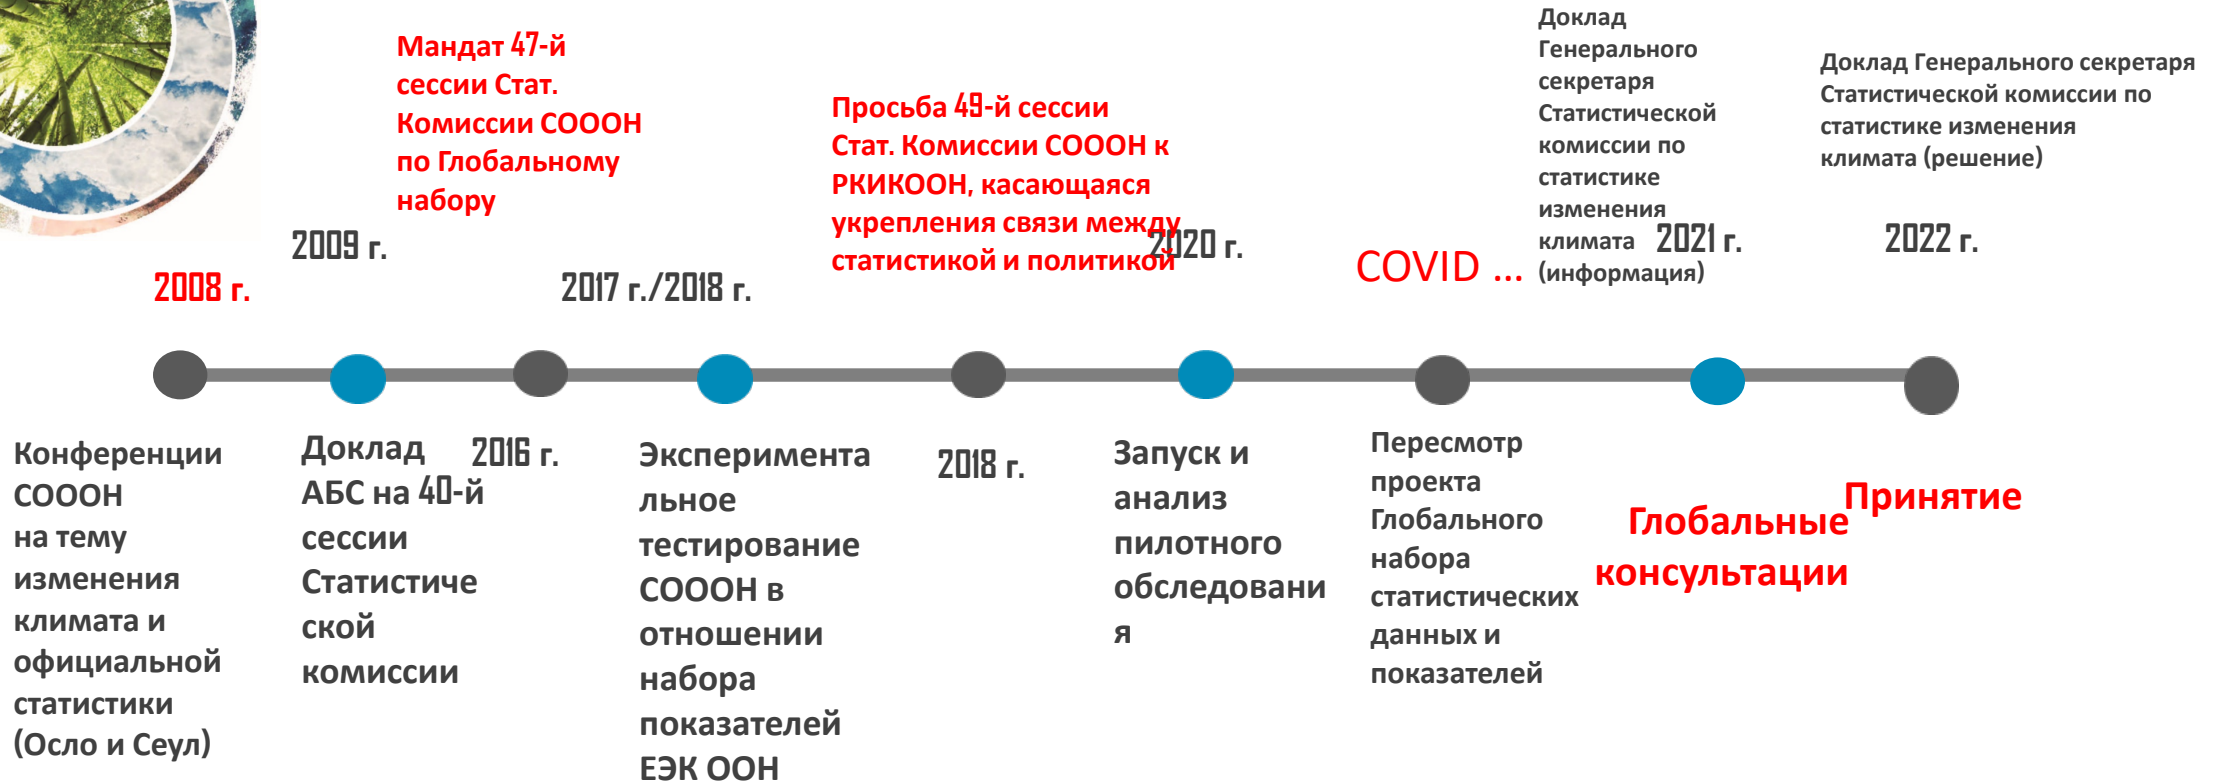 2008 г.
Конференции
СОООН
на тему
изменения
климата и
официальной
статистики
(Осло и Сеул)
2009 г.
Доклад
АБС на 40-й
сессии
Статистиче
ской
комиссии
Мандат 47-й
сессии Стат.
Комиссии СОООН
по Глобальному
набору
2016 г.
2017 г./2018 г.
Эксперимента
льное
тестирование
СОООН в
отношении
набора
показателей
ЕЭК ООН
Просьба 49-й сессии
Стат. Комиссии СОООН к
РКИКООН, касающаяся
укрепления связи между
статистикой и политикой
2018 г.
2020 г.
Запуск и
анализ
пилотного
обследовани
я
COVID ...
Пересмотр
проекта
Глобального
набора
статистических
данных и
показателей
Доклад
Генерального
секретаря
Статистической
комиссии по
статистике
изменения
климата
(информация)
2021 г.
Глобальные
консультации
Доклад Генерального секретаря
Статистической комиссии по
статистике изменения
климата (решение)
2022 г.
Принятие